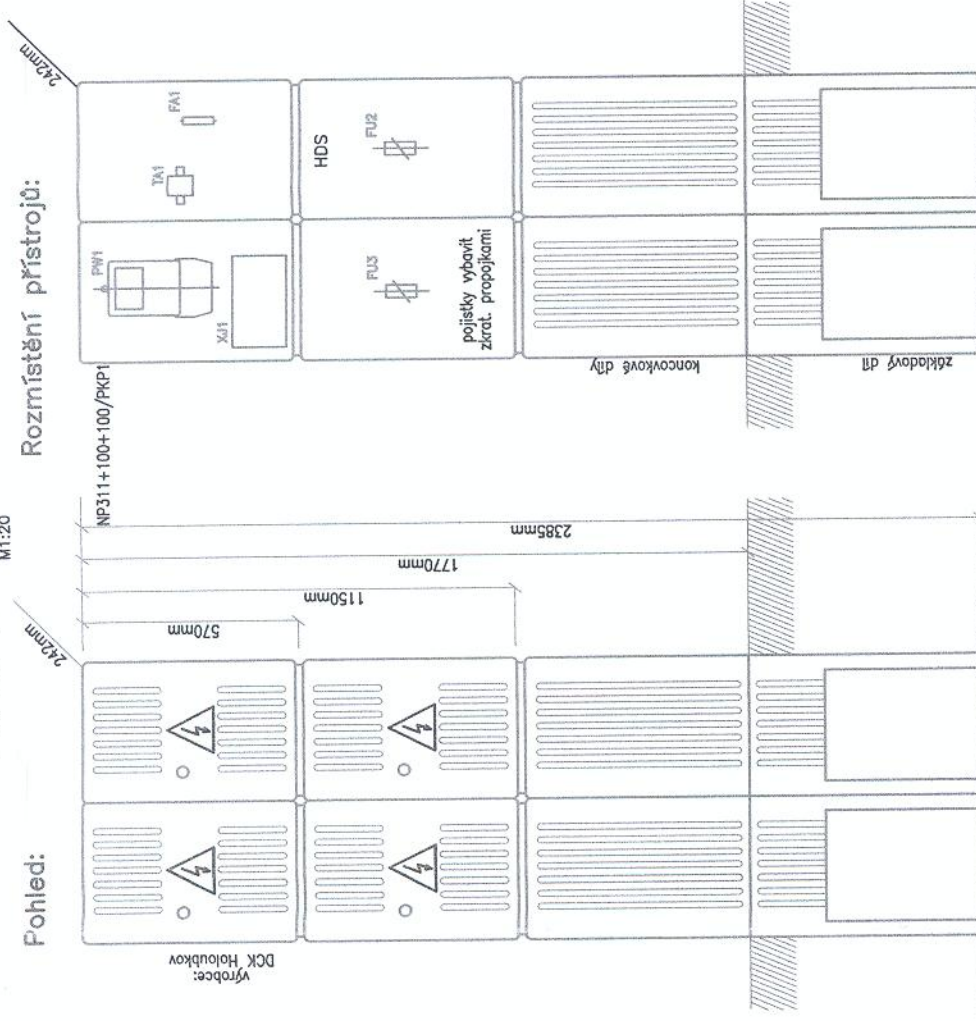 M1:20
Pohled:
242mm
výrobce:
DCK Holoubkov
570mm
1150mm
1770mm
2385mm
Rozmístění přístrojů:
242mm
NP311+100+100/PKP1
PW1
XJ1
TA1
FA1
FU3
pojistky vybavit
zkrat. propojkami
HDS
FU2
koncovkové díly
základový díl